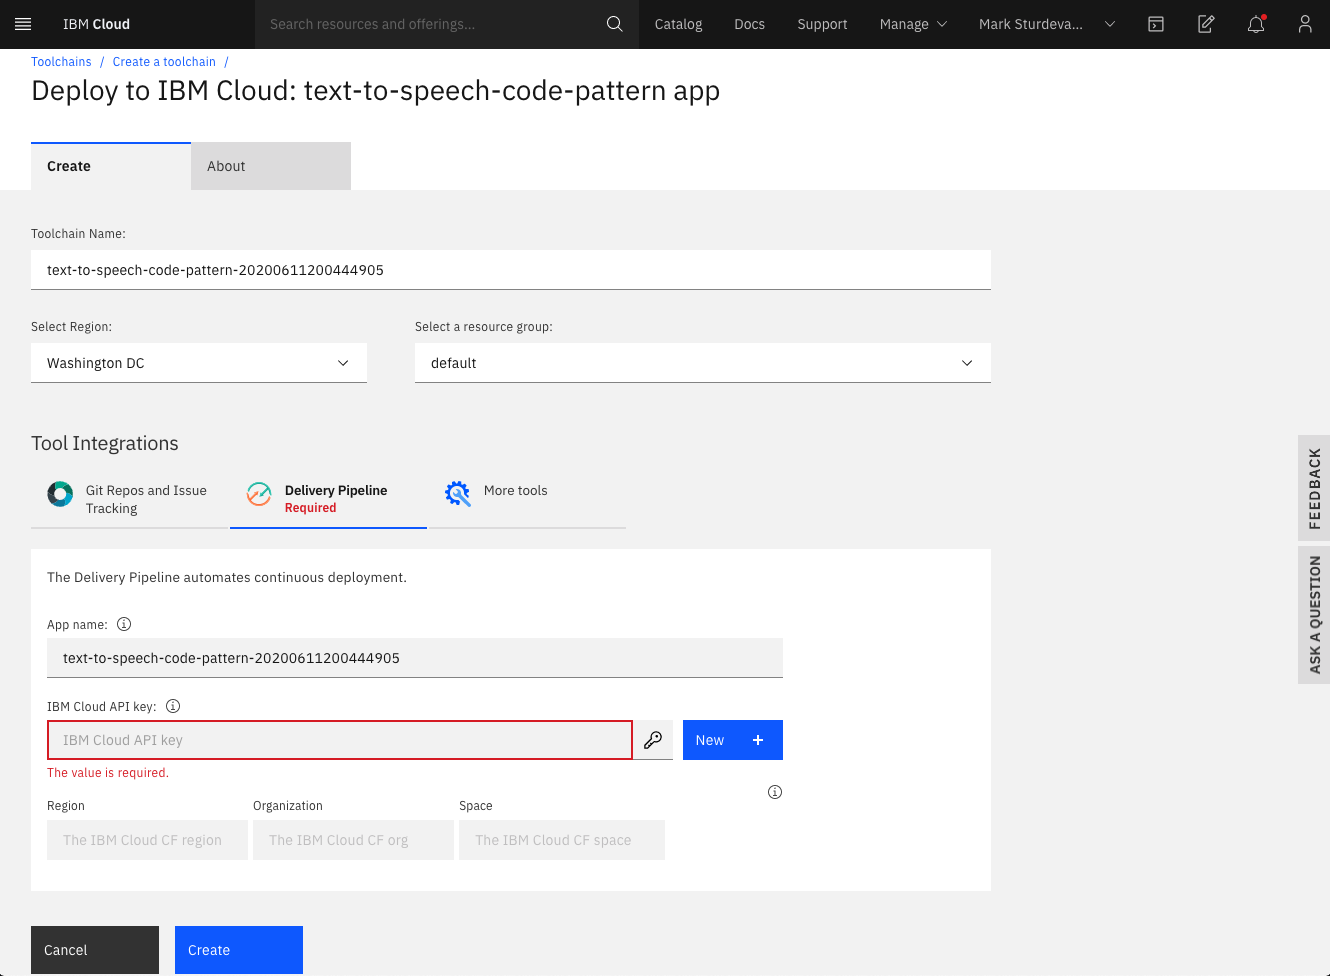 IBM Cloud
Search resources and offerings...
Catalog
Docs
Support
Manage
Mark Sturdeva...
Toolchains / Create a toolchain /
Deploy to IBM Cloud: text-to-speech-code-pattern app
Create
About
Toolchain Name:
text-to-speech-code-pattern-20200611200444905
Select Region:
Select a resource group:
Washington DC
default
Tool Integrations
Git Repos and Issue
Tracking
Delivery Pipeline
Required
More tools
The Delivery Pipeline automates continuous deployment.
App name:
text-to-speech-code-pattern-20200611200444905
IBM Cloud API key:
IBM Cloud API key
New +
The value is required.
Region
Organization
Space
The IBM Cloud CF region
The IBM Cloud CF org
The IBM Cloud CF space
Cancel
Create
FEEDBACK
ASK A QUESTION